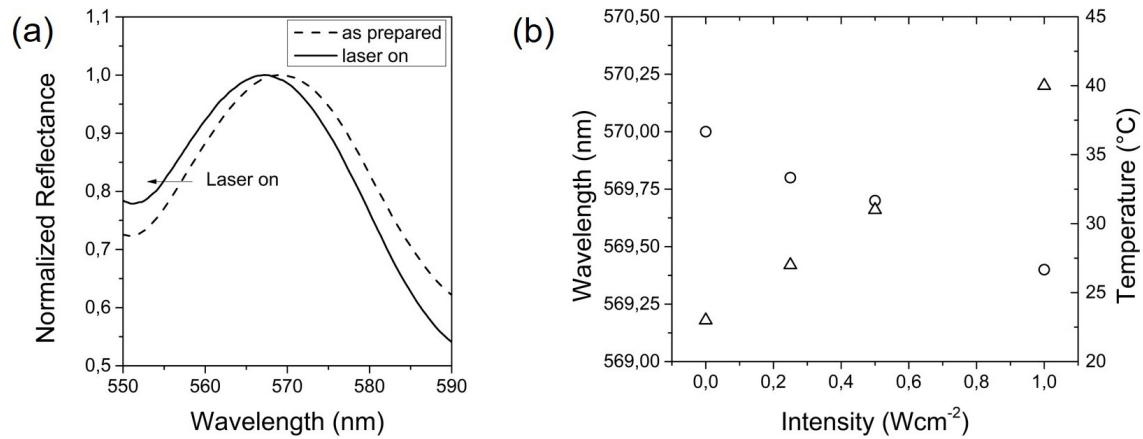 (a)
1,1
1,0
0,9
0,8
0,7
0,6
0,5
Normalized Reflectance
as prepared
laser on
Laser on
550 560 570 580 590
Wavelength (nm)
(b)
570,50
570,25
570,00
569,75
569,50
569,25
569,00
Wavelength (nm)
45
40
35
30
25
20
Temperature (°C)
0,0 0,2 0,4 0,6 0,8 1,0
Intensity (Wcm⁻²)